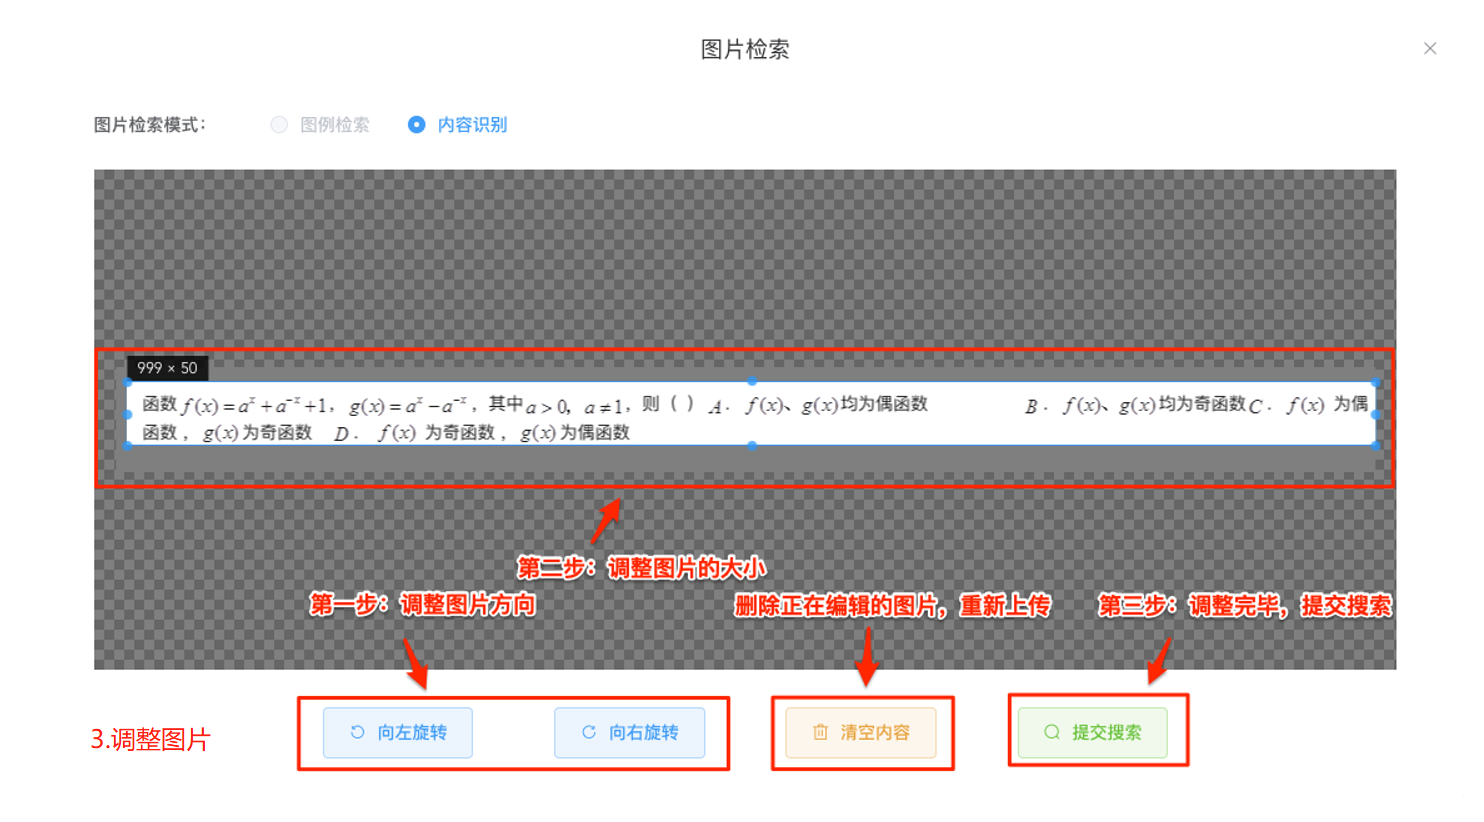 图片检索
图片检索模式：
图例检索
内容识别
999 × 50
函数 f(x)=aˣ+a⁻ˣ+1，g(x)=aˣ−a⁻ˣ，其中a>0，a≠1，则（ ）A． f(x)、g(x)均为偶函数 B．f(x)、g(x)均为奇函数C．f(x) 为偶
函数，g(x)为奇函数 D． f(x) 为奇函数，g(x)为偶函数
第二步：调整图片的大小
第一步：调整图片方向
删除正在编辑的图片，重新上传
第三步：调整完毕，提交搜索
3.调整图片
向左旋转
向右旋转
清空内容
提交搜索